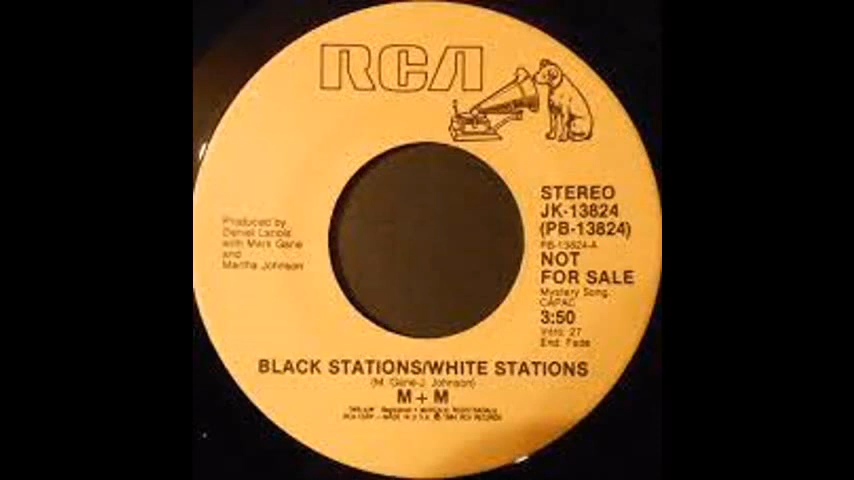 RCA
STEREO
JK-13824
(PB-13824)
PB-13824-A
NOT
FOR SALE
Mystery Song,
CAPAC
3:50
Intro: 27
End: Fade
Produced by
Daniel Lanois
with Mark Gane
and
Martha Johnson
BLACK STATIONS/WHITE STATIONS
(M. Gane-J. Johnson)
M + M